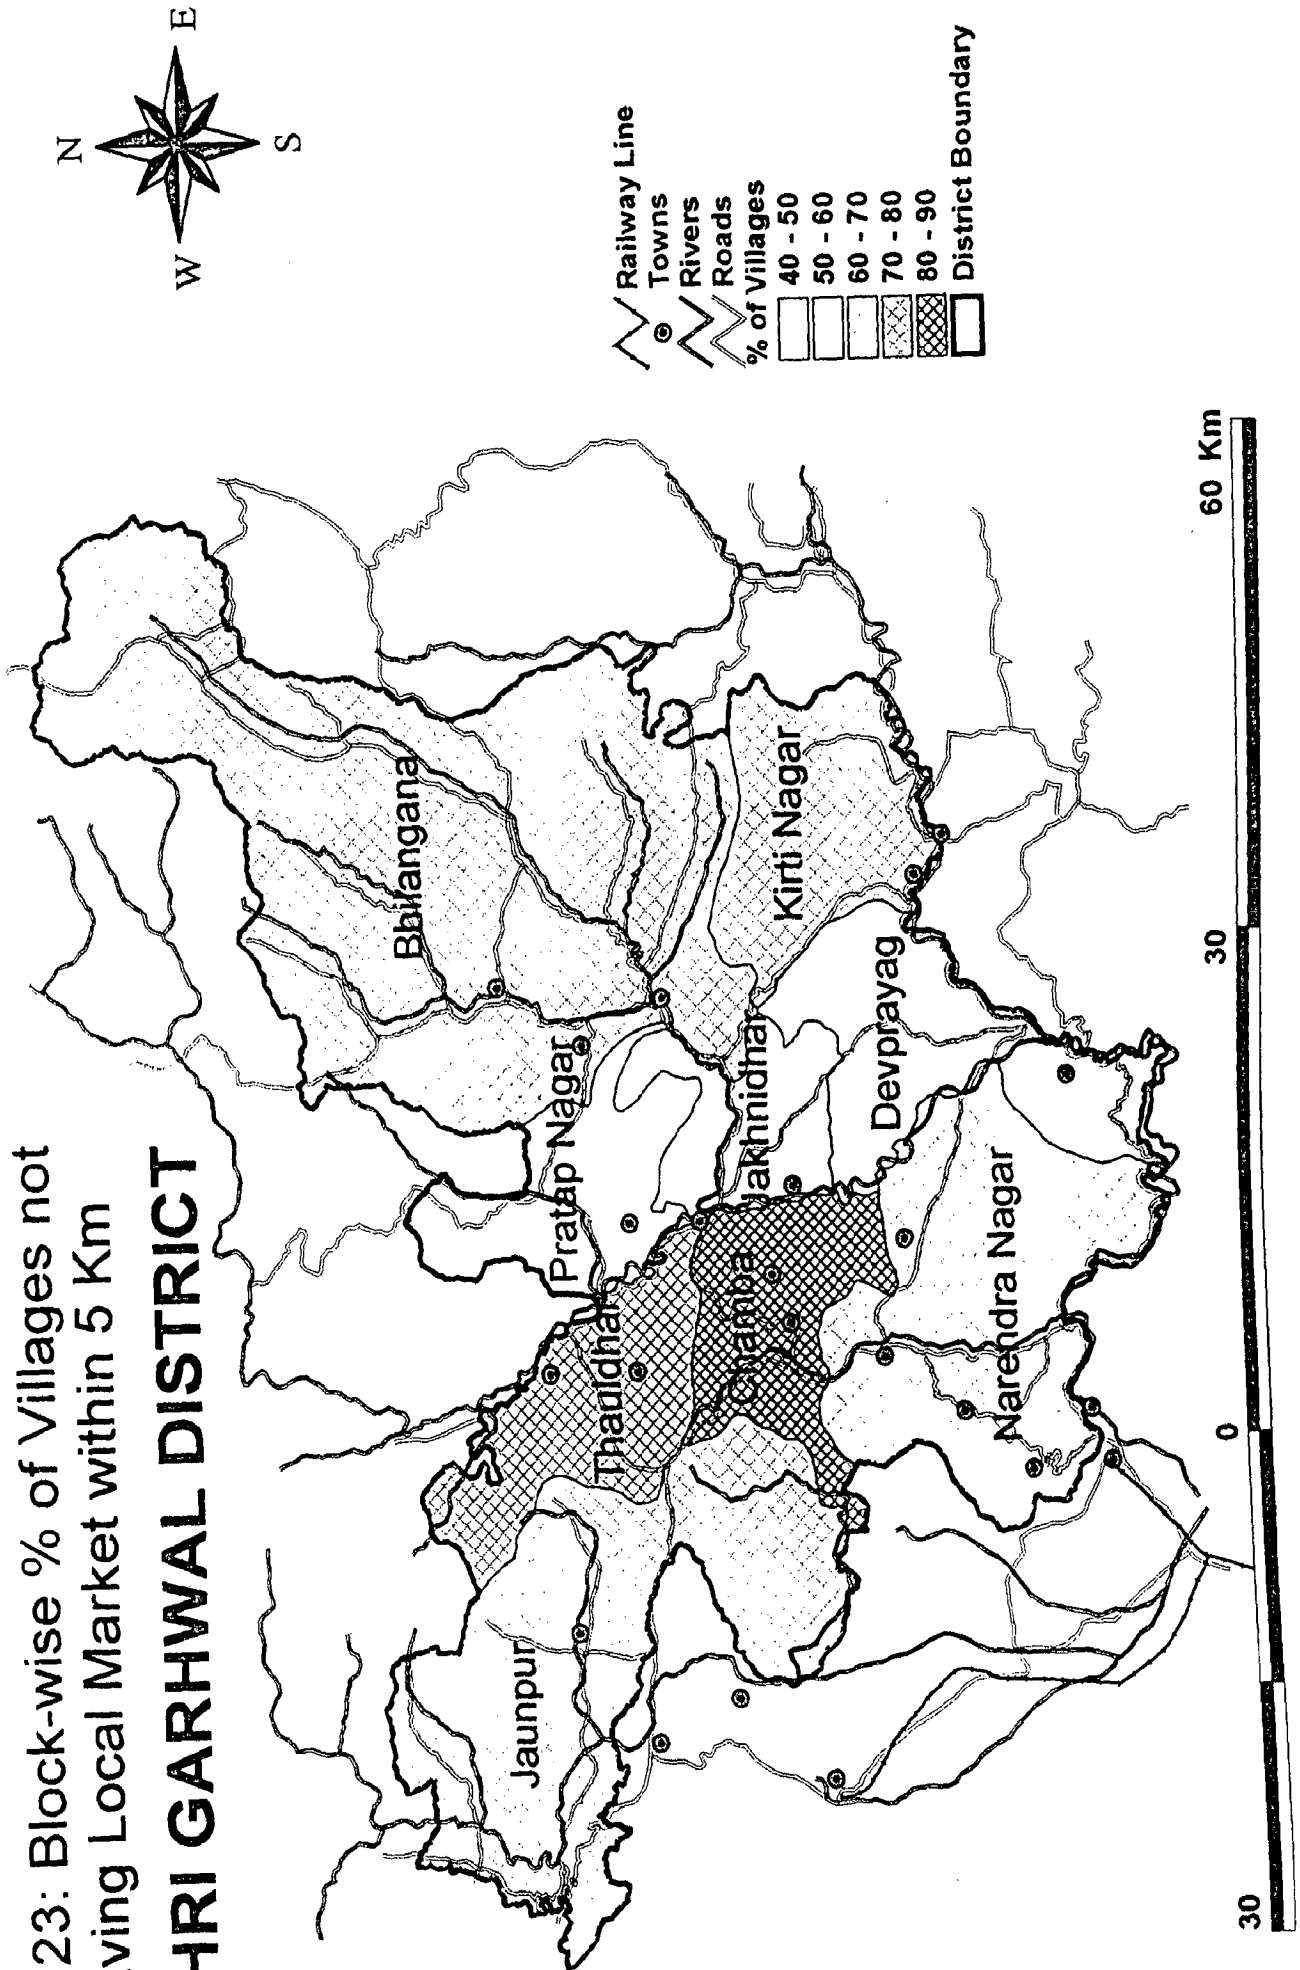 23: Block-wise % of Villages not
ving Local Market within 5 Km
HRI GARHWAL DISTRICT
N
W
E
S
Railway Line
Towns
Rivers
Roads
% of Villages
40 - 50
50 - 60
60 - 70
70 - 80
80 - 90
District Boundary
Bhilangana
Pratap Nagar
Jaunpur
Thauldhar
Chamba
Jakhnidhar
Kirti Nagar
Devprayag
Narendra Nagar
30
0
30
60 Km